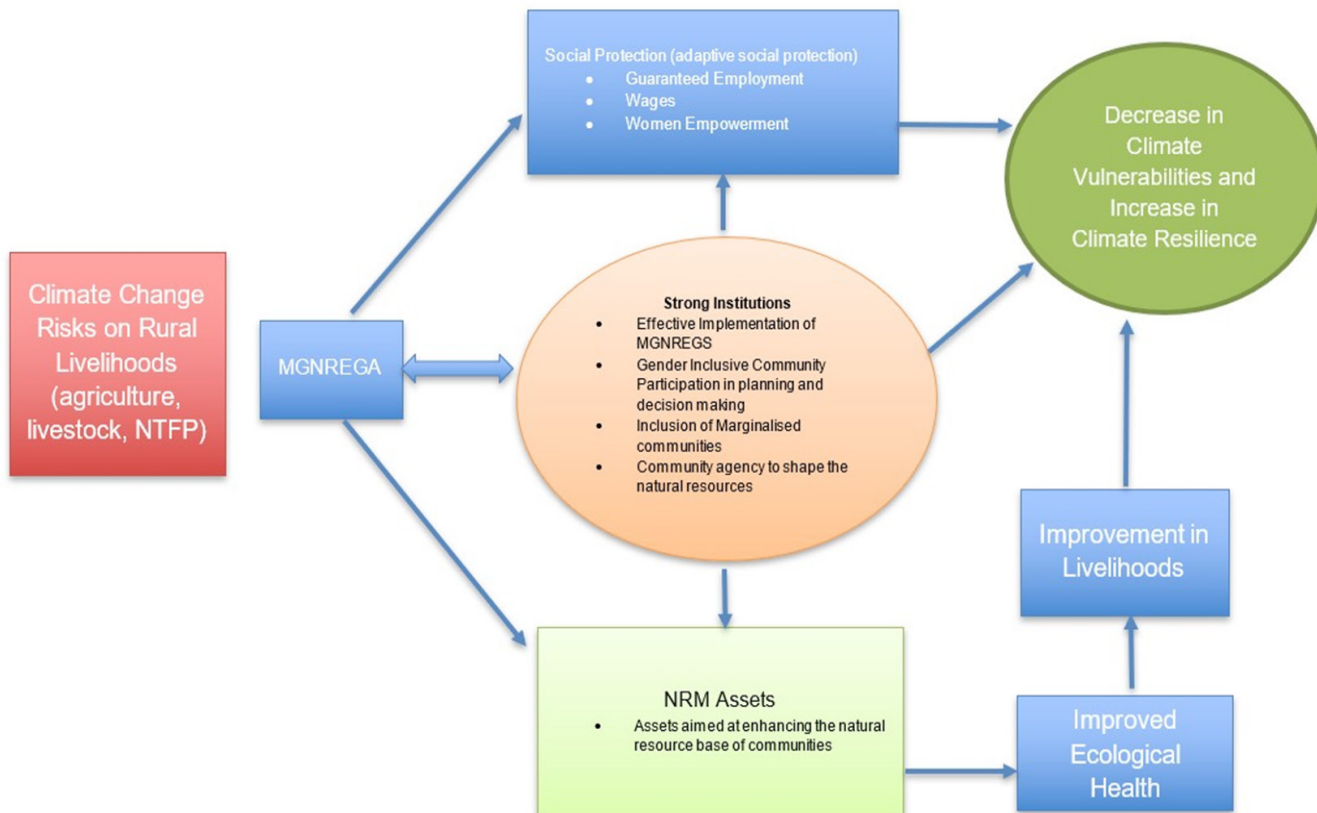 Social Protection (adaptive social protection)
• Guaranteed Employment
• Wages
• Women Empowerment
Decrease in
Climate
Vulnerabilities and
Increase in
Climate Resilience
Climate Change
Risks on Rural
Livelihoods
(agriculture,
livestock, NTFP)
MGNREGA
Strong Institutions
• Effective Implementation of
MGNREGS
• Gender Inclusive Community
Participation in planning and
decision making
• Inclusion of Marginalised
communities
• Community agency to shape the
natural resources
Improvement in
Livelihoods
NRM Assets
• Assets aimed at enhancing the natural
resource base of communities
Improved
Ecological
Health